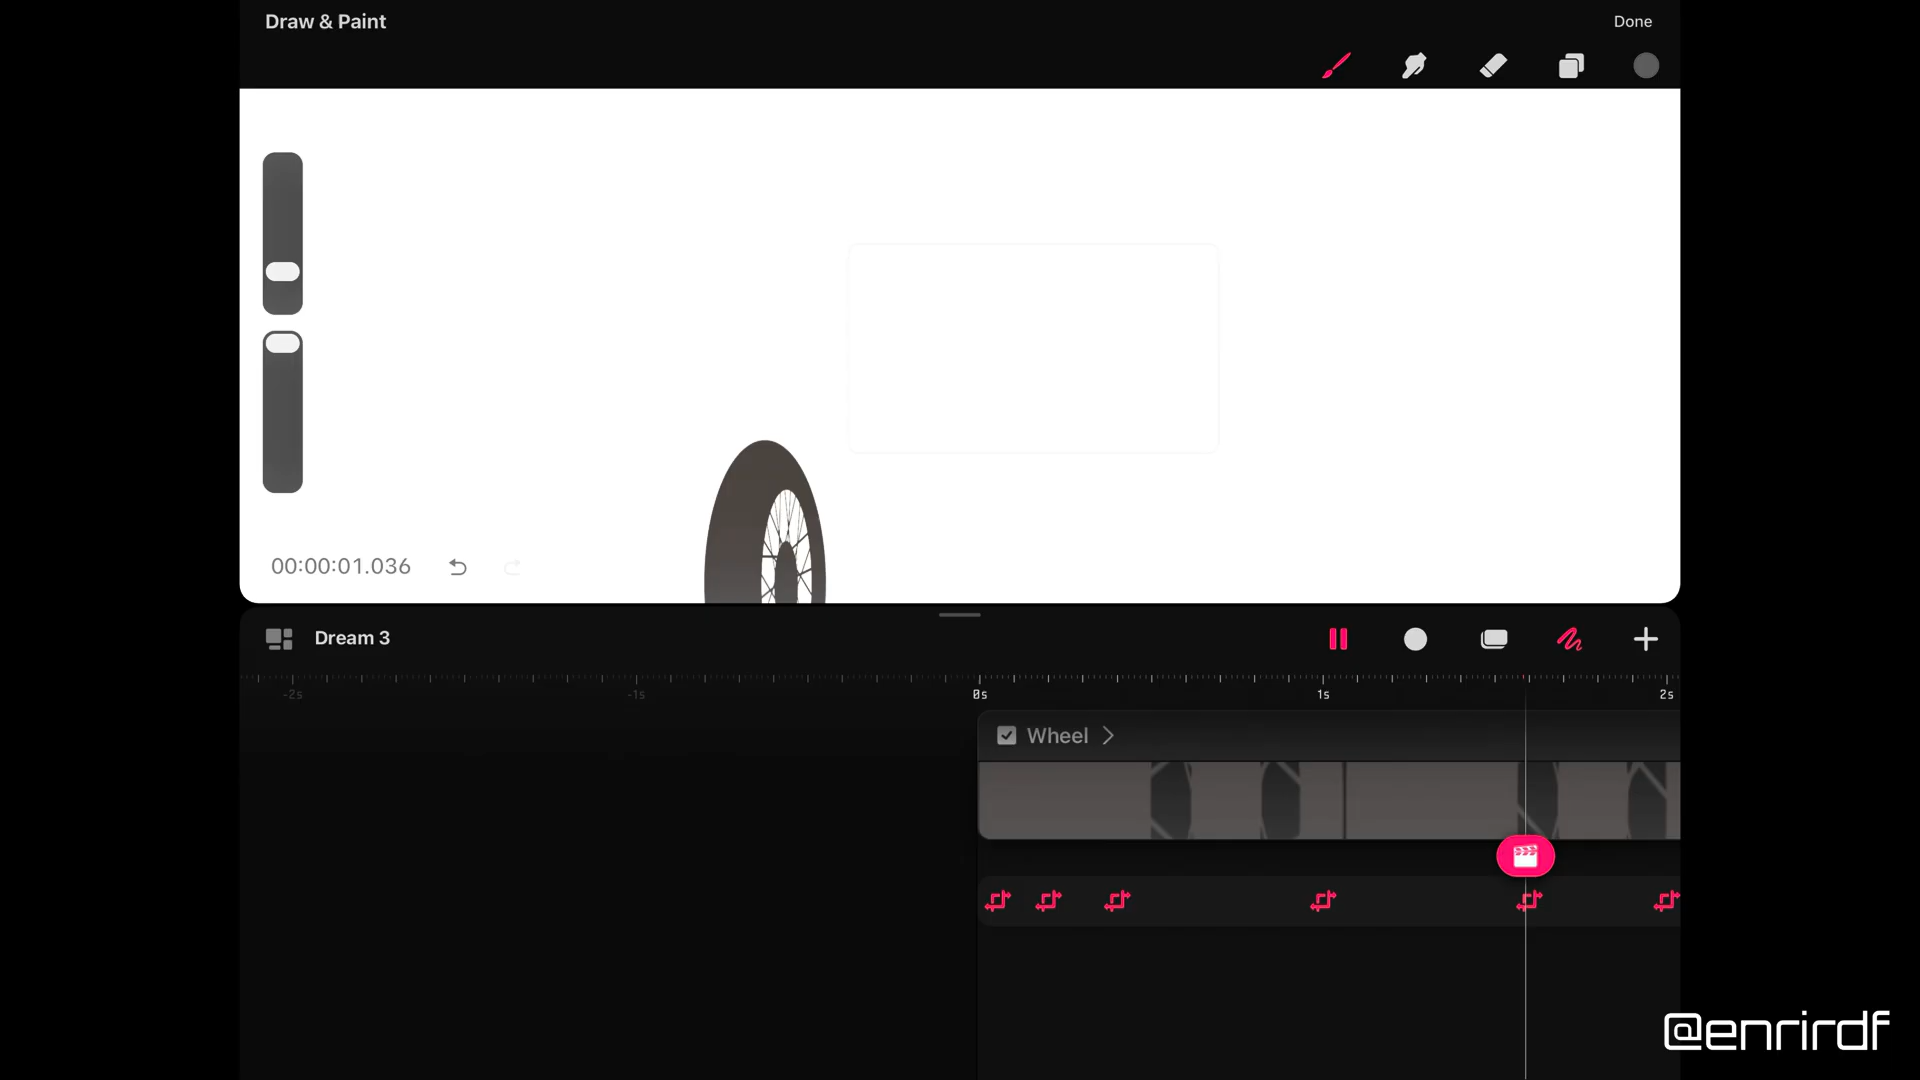 Draw & Paint
Done
00:00:01.036
Dream 3
-2s
-1s
0s
1s
2s
Wheel
@enrirdf